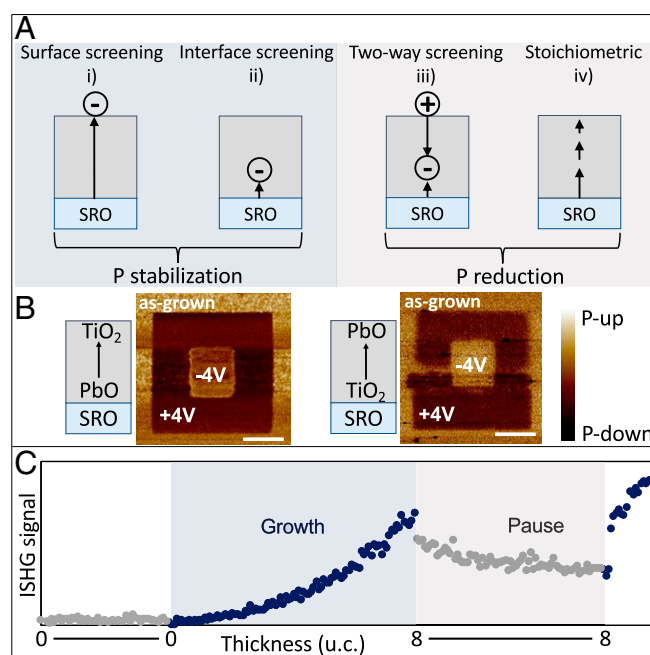 A
Surface screening
i)
Interface screening
ii)
Two-way screening
iii)
Stoichiometric
iv)
-
-
+
-
SRO
SRO
SRO
SRO
P stabilization
P reduction
B
TiO₂
PbO
SRO
as-grown
-4V
+4V
PbO
TiO₂
SRO
as-grown
-4V
+4V
P-up
P-down
C
ISHG signal
Growth
Pause
0
0
Thickness (u.c.)
8
8